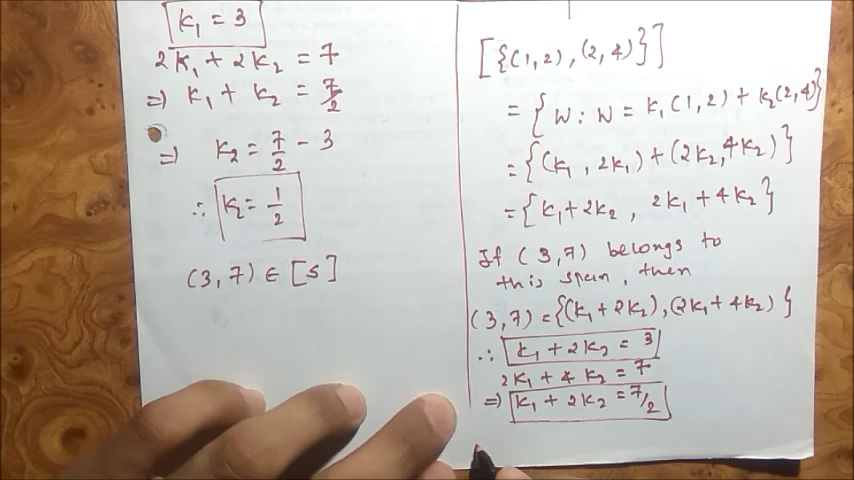 k₁ = 3
2k₁ + 2k₂ = 7
=> k₁ + k₂ = 7/2
=> k₂ = 7/2 - 3
∴ k₂ = 1/2
(3,7) ∈ [S]
[{(1,2), (2,4)}]
= {W : W = k₁(1,2) + k₂(2,4)}
= {(k₁, 2k₁) + (2k₂, 4k₂)}
= {k₁+2k₂, 2k₁+4k₂}
If (3,7) belongs to
this span, then
(3,7) = {(k₁+2k₂), (2k₁+4k₂)}
∴ k₁ + 2k₂ = 3
2k₁ + 4k₂ = 7
=> k₁ + 2k₂ = 7/2